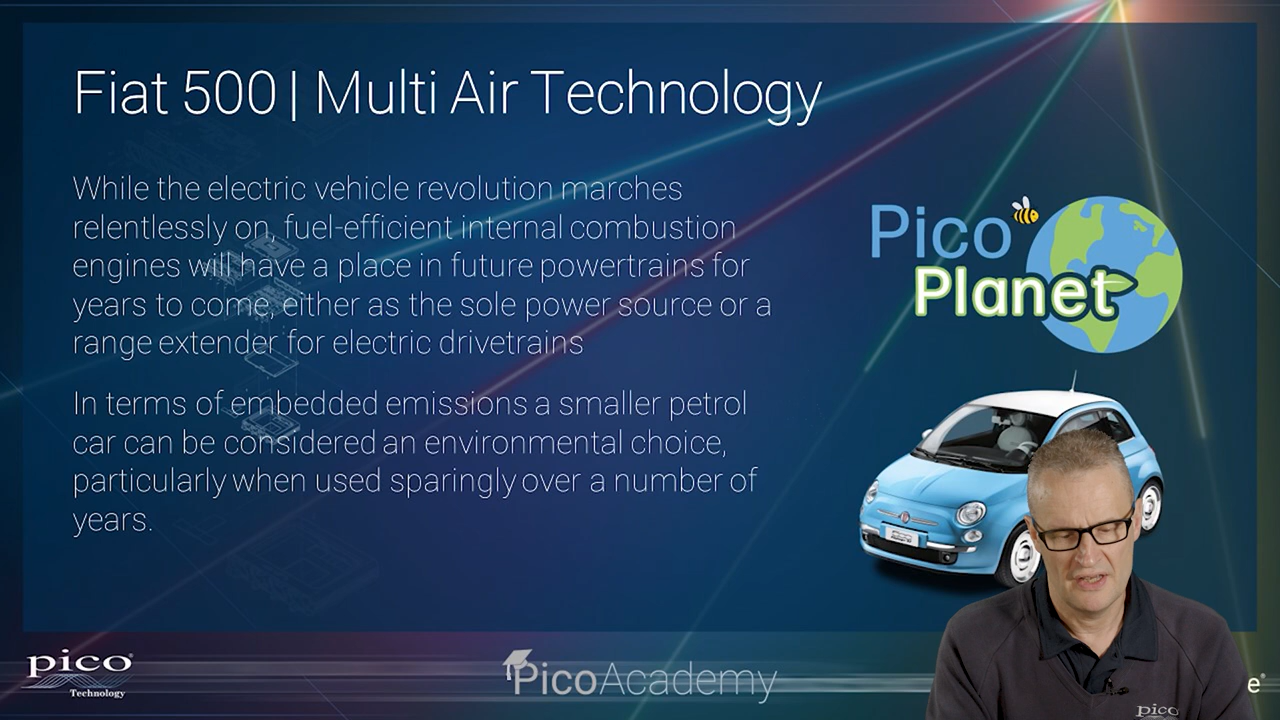 Fiat 500 | Multi Air Technology
While the electric vehicle revolution marches
relentlessly on, fuel-efficient internal combustion
engines will have a place in future powertrains for
years to come, either as the sole power source or a
range extender for electric drivetrains
In terms of embedded emissions a smaller petrol
car can be considered an environmental choice,
particularly when used sparingly over a number of
years.
Pico
Planet
pico®
Technology
PicoAcademy
pico
e®